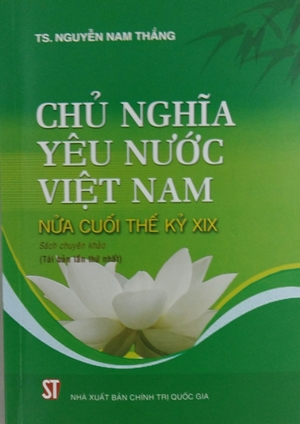 TS. NGUYỄN NAM THẮNG
CHỦ NGHĨA
YÊU NƯỚC
VIỆT NAM
NỬA CUỐI THẾ KỶ XIX
Sách chuyên khảo
(Tái bản lần thứ nhất)
ST
NHÀ XUẤT BẢN CHÍNH TRỊ QUỐC GIA